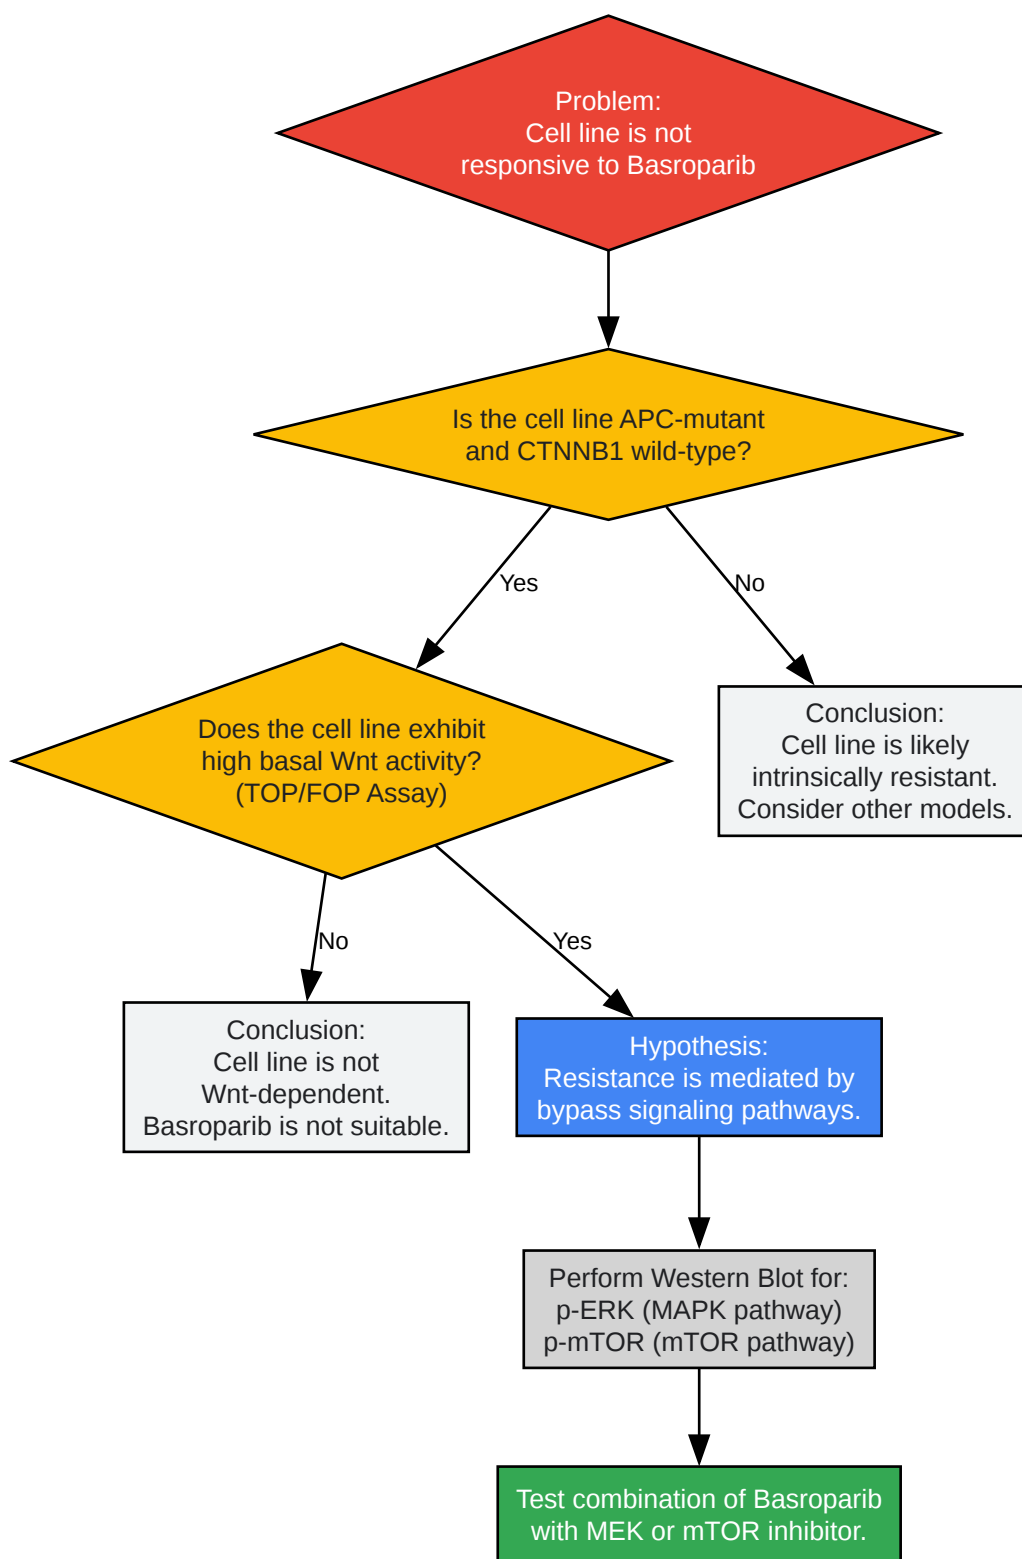 Problem:
Cell line is not
responsive to Basroparib
Is the cell line APC-mutant
and CTNNB1 wild-type?
Yes
No
Does the cell line exhibit
high basal Wnt activity?
(TOP/FOP Assay)
Conclusion:
Cell line is likely
intrinsically resistant.
Consider other models.
No
Yes
Conclusion:
Cell line is not
Wnt-dependent.
Basroparib is not suitable.
Hypothesis:
Resistance is mediated by
bypass signaling pathways.
Perform Western Blot for:
p-ERK (MAPK pathway)
p-mTOR (mTOR pathway)
Test combination of Basroparib
with MEK or mTOR inhibitor.